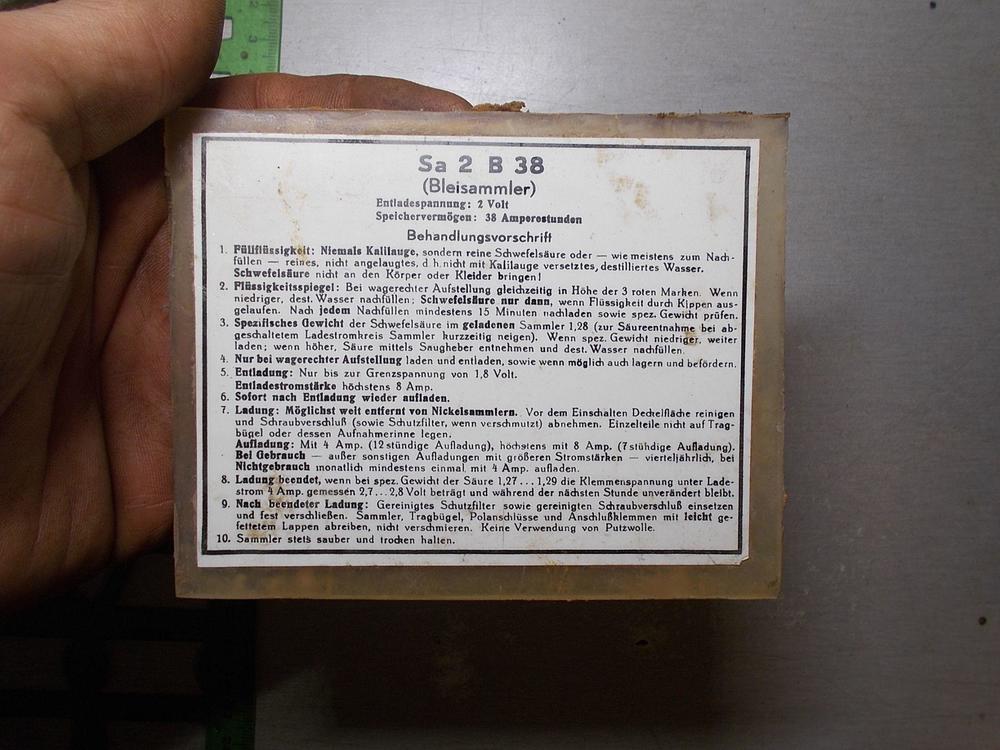 Sa 2 B 38
(Bleisammler)
Entladespannung: 2 Volt
Speichervermögen: 38 Amperestunden
Behandlungsvorschrift
1. Füllflüssigkeit: Niemals Kalilauge, sondern reine Schwefelsäure oder — wie meistens zum Nach-
füllen — reines, nicht angelaugtes, d. h. nicht mit Kalilauge versetztes, destilliertes Wasser.
Schwefelsäure nicht an den Körper oder Kleider bringen!
2. Flüssigkeitsspiegel: Bei wagerechter Aufstellung gleichzeitig in Höhe der 3 roten Marken. Wenn
niedriger, dest. Wasser nachfüllen; Schwefelsäure nur dann, wenn Flüssigkeit durch Kippen aus-
gelaufen. Nach jedem Nachfüllen mindestens 15 Minuten nachladen sowie spez. Gewicht prüfen.
3. Spezifisches Gewicht der Schwefelsäure im geladenen Sammler 1,28 (zur Säureentnahme bei ab-
geschaltetem Ladestromkreis Sammler kurzzeitig neigen). Wenn spez. Gewicht niedriger, weiter
laden; wenn höher, Säure mittels Saugheber entnehmen und dest. Wasser nachfüllen.
4. Nur bei wagerechter Aufstellung laden und entladen, sowie wenn möglich auch lagern und befördern.
5. Entladung: Nur bis zur Grenzspannung von 1,8 Volt.
Entladestromstärke höchstens 8 Amp.
6. Sofort nach Entladung wieder aufladen.
7. Ladung: Möglichst weit entfernt von Nickelsammlern. Vor dem Einschalten Deckelfläche reinigen
und Schraubverschluß (sowie Schutzfilter, wenn verschmutzt) abnehmen. Einzelteile nicht auf Trag-
bügel oder dessen Aufnahmerinne legen.
Aufladung: Mit 4 Amp. (12 stündige Aufladung), höchstens mit 8 Amp. (7 stühdige Aufladung).
Bei Gebrauch — außer sonstigen Aufladungen mit größeren Stromstärken — vierteljährlich, bei
Nichtgebrauch monatlich mindestens einmal mit 4 Amp. aufladen.
8. Ladung beendet, wenn bei spez. Gewicht der Säure 1,27...1,29 die Klemmenspannung unter Lade-
strom 4 Amp. gemessen 2,7...2,8 Volt beträgt und während der nächsten Stunde unverändert bleibt.
9. Nach beendeter Ladung: Gereinigtes Schutzfilter sowie gereinigten Schraubverschluß einsetzen
und fest verschließen. Sammler, Tragbügel, Polanschlüsse und Anschlußklemmen mit leicht ge-
fettetem Lappen abreiben, nicht verschmieren. Keine Verwendung von Putzwolle.
10. Sammler stets sauber und trocken halten.